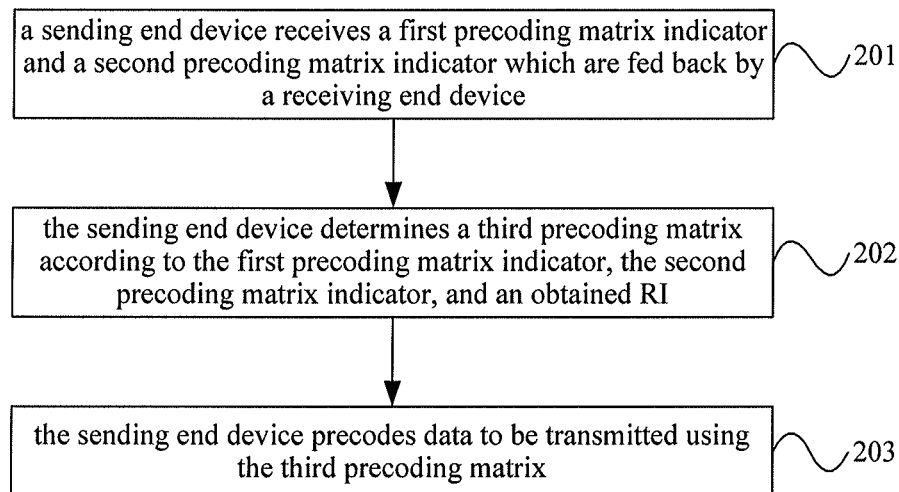 a sending end device receives a first precoding matrix indicator
and a second precoding matrix indicator which are fed back by
a receiving end device
201
the sending end device determines a third precoding matrix
according to the first precoding matrix indicator, the second
precoding matrix indicator, and an obtained RI
202
the sending end device precodes data to be transmitted using
the third precoding matrix
203